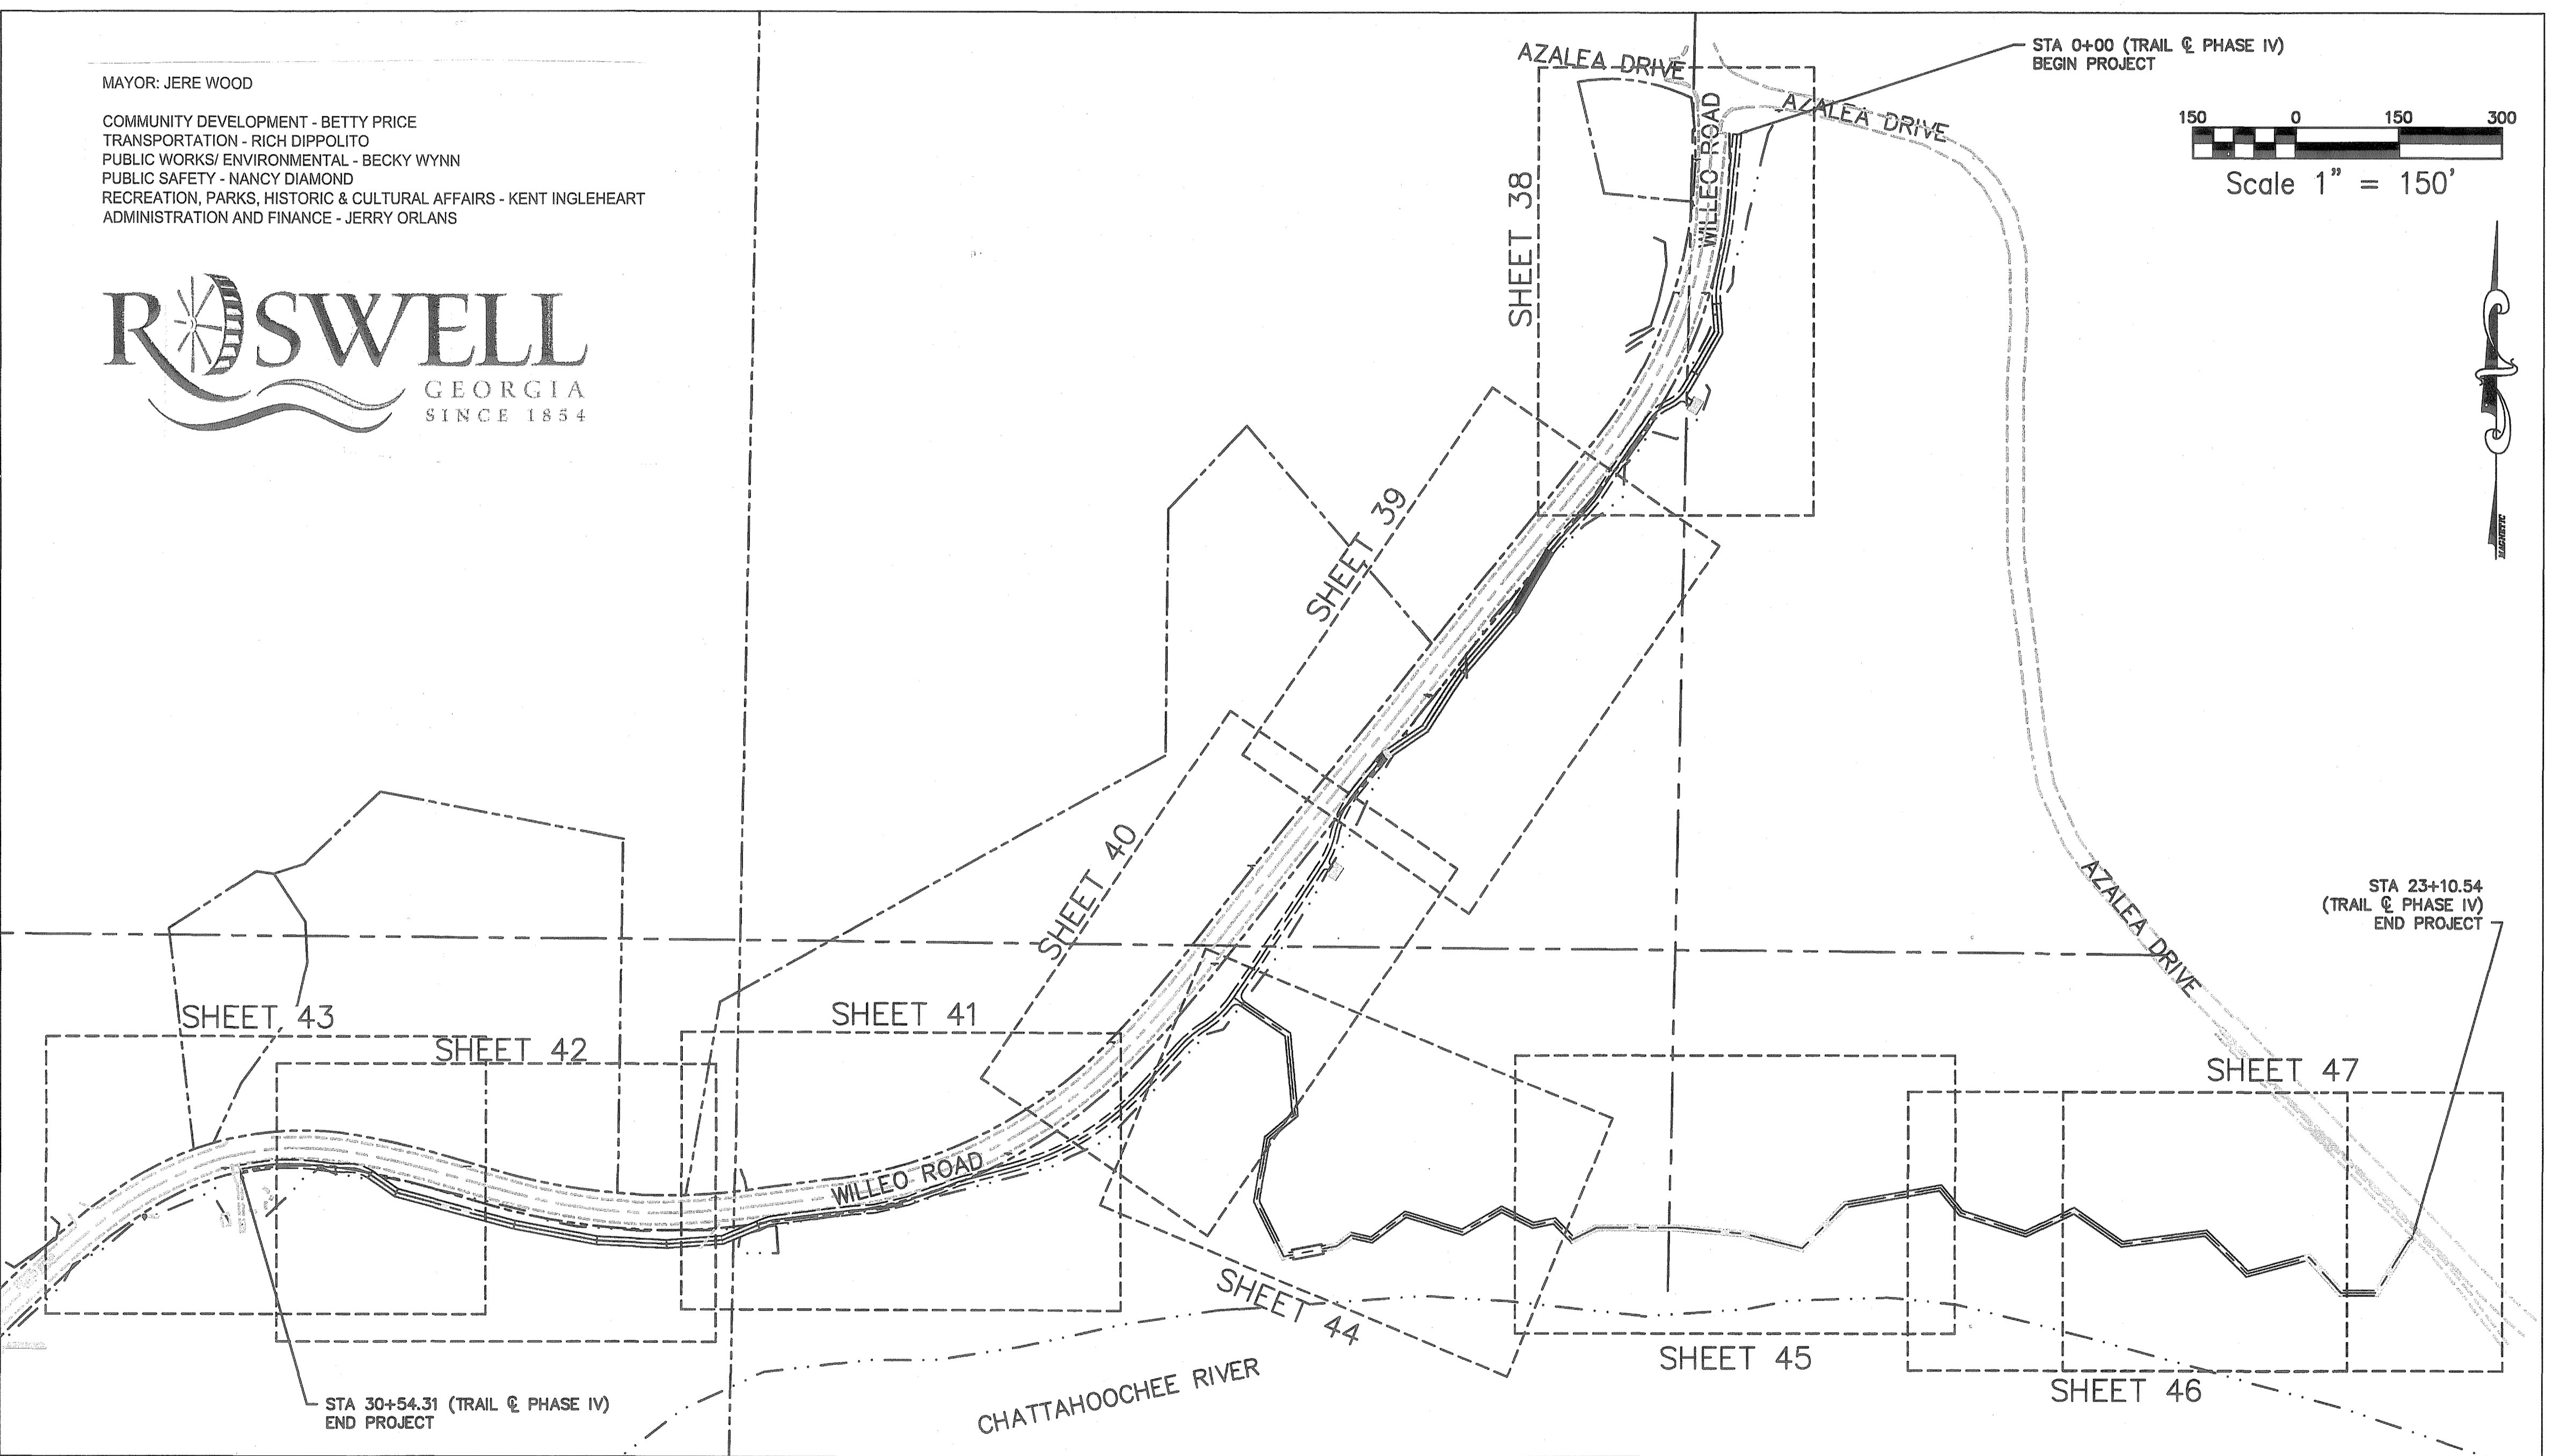 MAYOR: JERE WOOD
COMMUNITY DEVELOPMENT - BETTY PRICE
TRANSPORTATION - RICH DIPPOLITO
PUBLIC WORKS/ ENVIRONMENTAL - BECKY WYNN
PUBLIC SAFETY - NANCY DIAMOND
RECREATION, PARKS, HISTORIC & CULTURAL AFFAIRS - KENT INGLEHEART
ADMINISTRATION AND FINANCE - JERRY ORLANS
ROSWELL
GEORGIA
SINCE 1854
AZALEA DRIVE
WILLEO ROAD
AZALEA DRIVE
STA 0+00 (TRAIL ℄ PHASE IV)
BEGIN PROJECT
150 0 150 300
Scale 1" = 150'
MAGNETIC
SHEET 38
SHEET 39
SHEET 40
AZALEA DRIVE
STA 23+10.54
(TRAIL ℄ PHASE IV)
END PROJECT
SHEET 43
SHEET 42
SHEET 41
WILLEO ROAD
SHEET 44
SHEET 45
SHEET 47
SHEET 46
CHATTAHOOCHEE RIVER
STA 30+54.31 (TRAIL ℄ PHASE IV)
END PROJECT